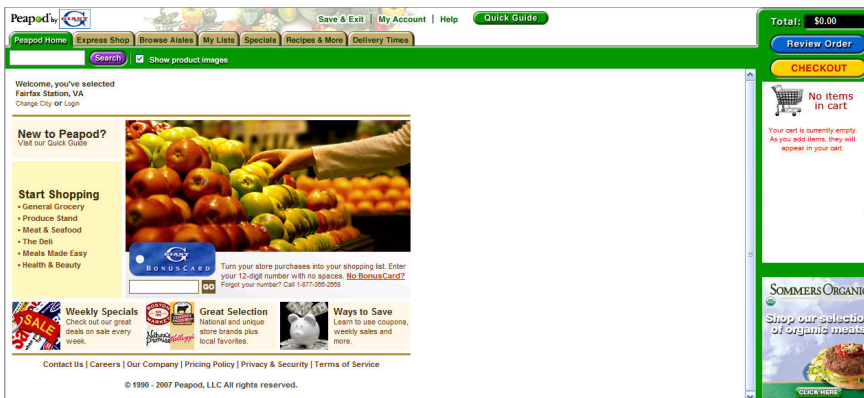 Peapod by GIANT
Save & Exit | My Account | Help Quick Guide
Peapod Home Express Shop Browse Aisles My Lists Specials Recipes & More Delivery Times
Search Show product images
Total: $0.00
Review Order
CHECKOUT
No items
in cart
Your cart is currently empty.
As you add items, they will
appear in your cart.
Welcome, you've selected
Fairfax Station, VA
Change City or Login
New to Peapod?
Visit our Quick Guide
Start Shopping
• General Grocery
• Produce Stand
• Meat & Seafood
• The Deli
• Meals Made Easy
• Health & Beauty
GIANT
BONUSCARD
GO
Turn your store purchases into your shopping list. Enter
your 12-digit number with no spaces. No BonusCard?
Forgot your number? Call 1-877-366-2668
SALE
Weekly Specials
Check out our great
deals on sale every
week.
BOSTON
MARKET
Nature's
Promise
Kellogg's
Great Selection
National and unique
store brands plus
local favorites.
Ways to Save
Learn to use coupons,
weekly sales and
more.
Contact Us | Careers | Our Company | Pricing Policy | Privacy & Security | Terms of Service
© 1990 - 2007 Peapod, LLC All rights reserved.
SOMMERS ORGANIC
Shop our selectio
of organic meats
CLICK HERE